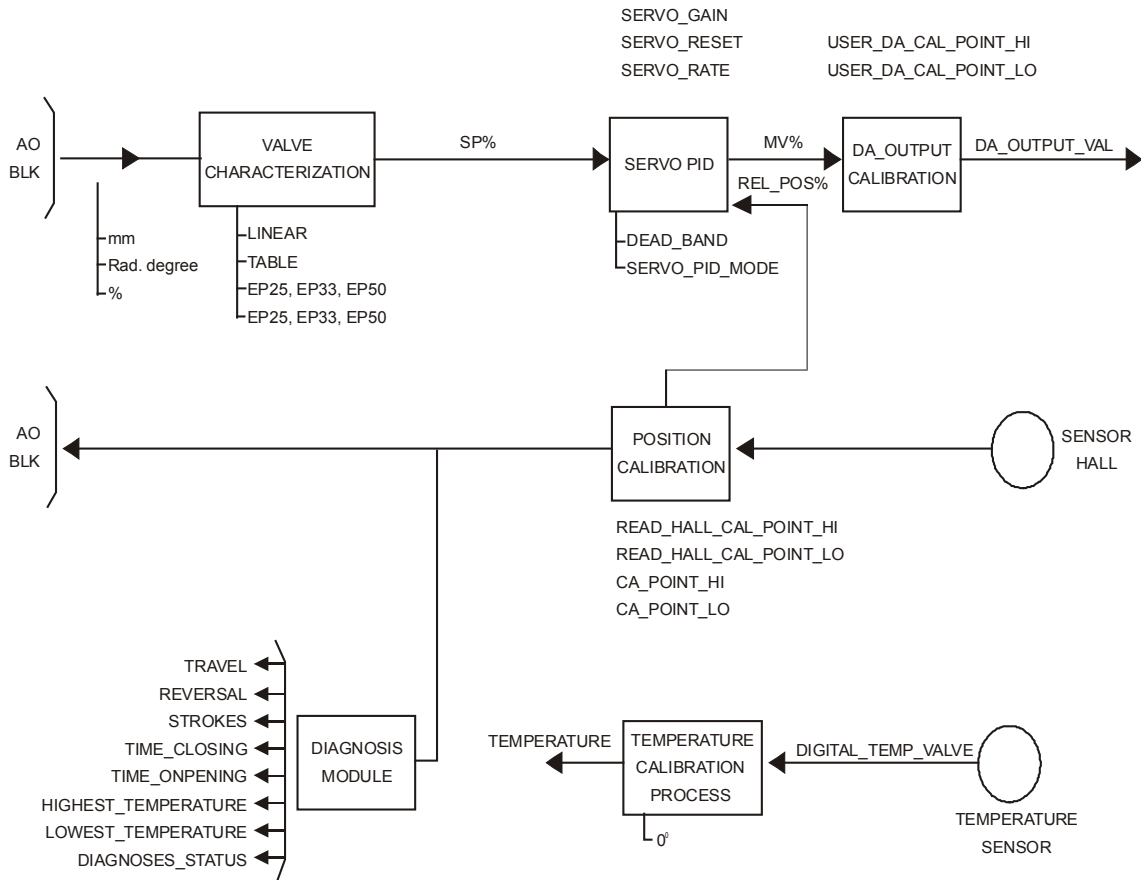 SERVO_GAIN
SERVO_RESET
SERVO_RATE
USER_DA_CAL_POINT_HI
USER_DA_CAL_POINT_LO
AO
BLK
VALVE
CHARACTERIZATION
SP%
SERVO PID
MV%
REL_POS%
DA_OUTPUT
CALIBRATION
DA_OUTPUT_VAL
mm
Rad. degree
%
LINEAR
TABLE
EP25, EP33, EP50
EP25, EP33, EP50
DEAD_BAND
SERVO_PID_MODE
AO
BLK
POSITION
CALIBRATION
SENSOR
HALL
READ_HALL_CAL_POINT_HI
READ_HALL_CAL_POINT_LO
CA_POINT_HI
CA_POINT_LO
TRAVEL
REVERSAL
STROKES
TIME_CLOSING
TIME_ONPENING
HIGHEST_TEMPERATURE
LOWEST_TEMPERATURE
DIAGNOSES_STATUS
DIAGNOSIS
MODULE
TEMPERATURE
TEMPERATURE
CALIBRATION
PROCESS
0⁰
DIGITAL_TEMP_VALVE
TEMPERATURE
SENSOR